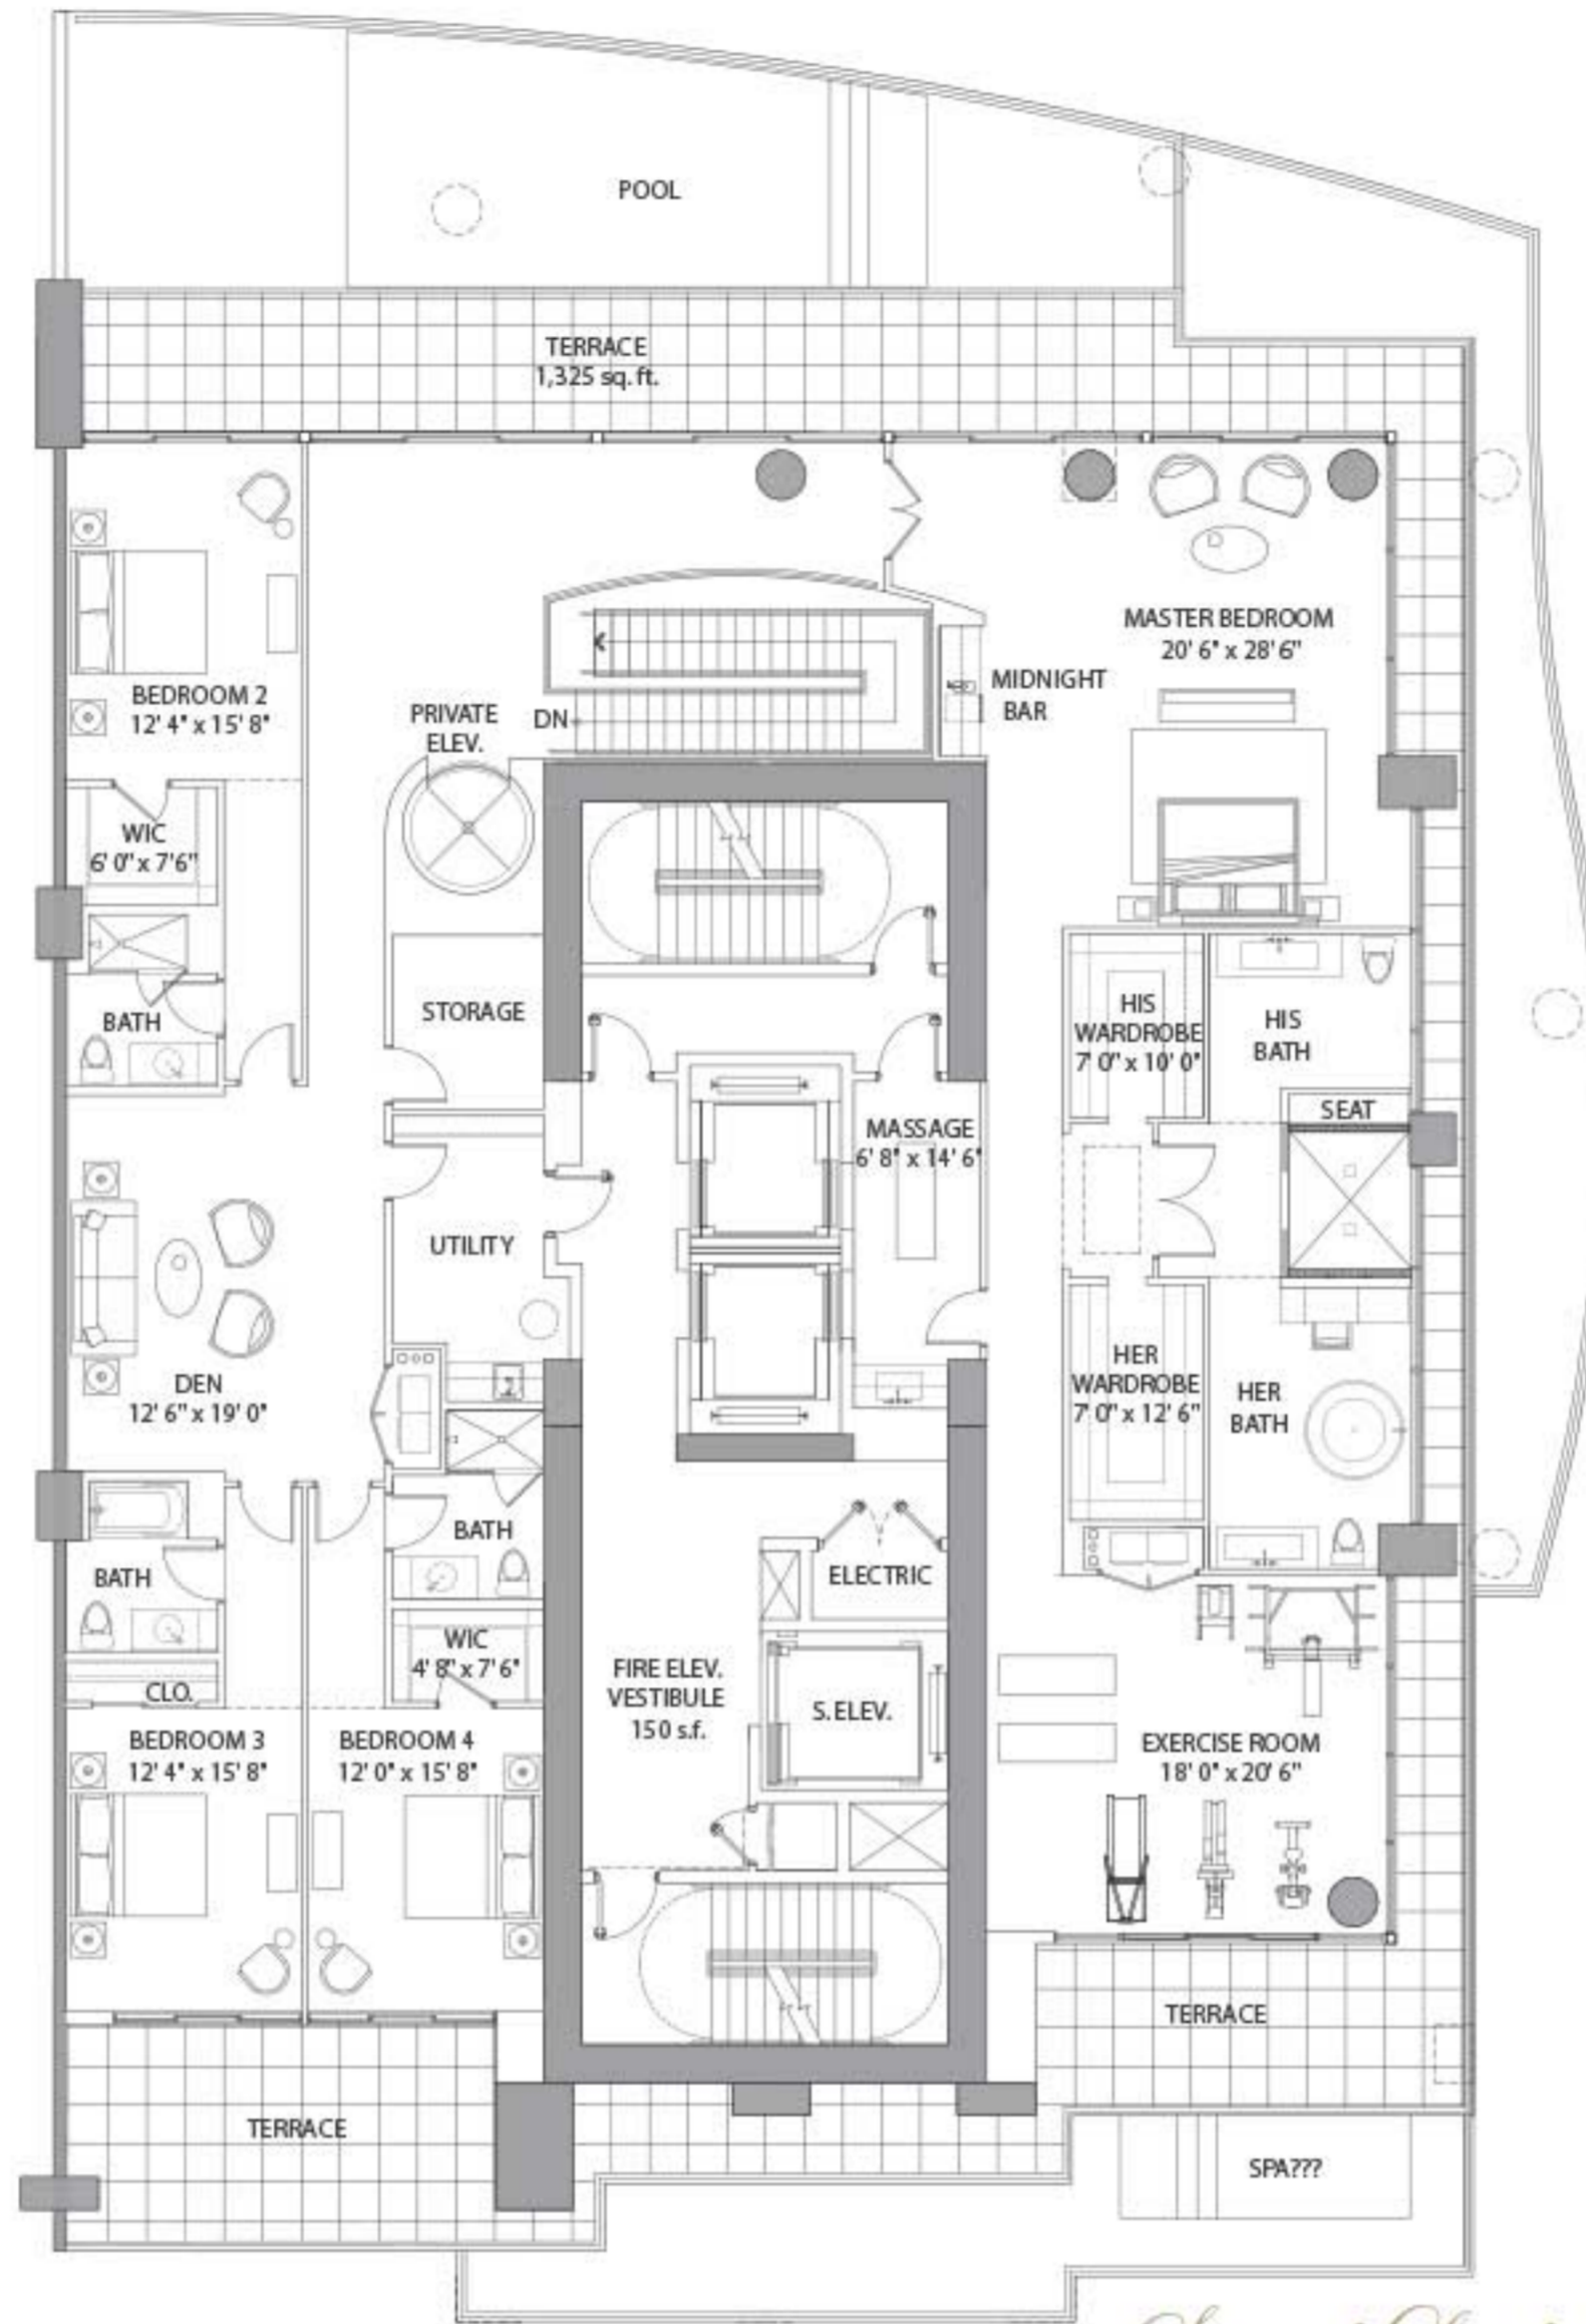 POOL
TERRACE
1,325 sq. ft.
MASTER BEDROOM
20' 6" x 28' 6"
MIDNIGHT
BAR
BEDROOM 2
12' 4" x 15' 8"
PRIVATE
ELEV.
DN
WIC
6' 0" x 7'6"
BATH
STORAGE
HIS
WARDROBE
7' 0" x 10' 0"
HIS
BATH
SEAT
MASSAGE
6' 8" x 14' 6"
UTILITY
DEN
12' 6" x 19' 0"
HER
WARDROBE
7' 0" x 12' 6"
HER
BATH
BATH
BATH
ELECTRIC
WIC
4' 8" x 7' 6"
CLO.
FIRE ELEV.
VESTIBULE
150 s.f.
S. ELEV.
BEDROOM 3
12' 4" x 15' 8"
BEDROOM 4
12' 0" x 15' 8"
EXERCISE ROOM
18' 0" x 20' 6"
TERRACE
TERRACE
SPA???